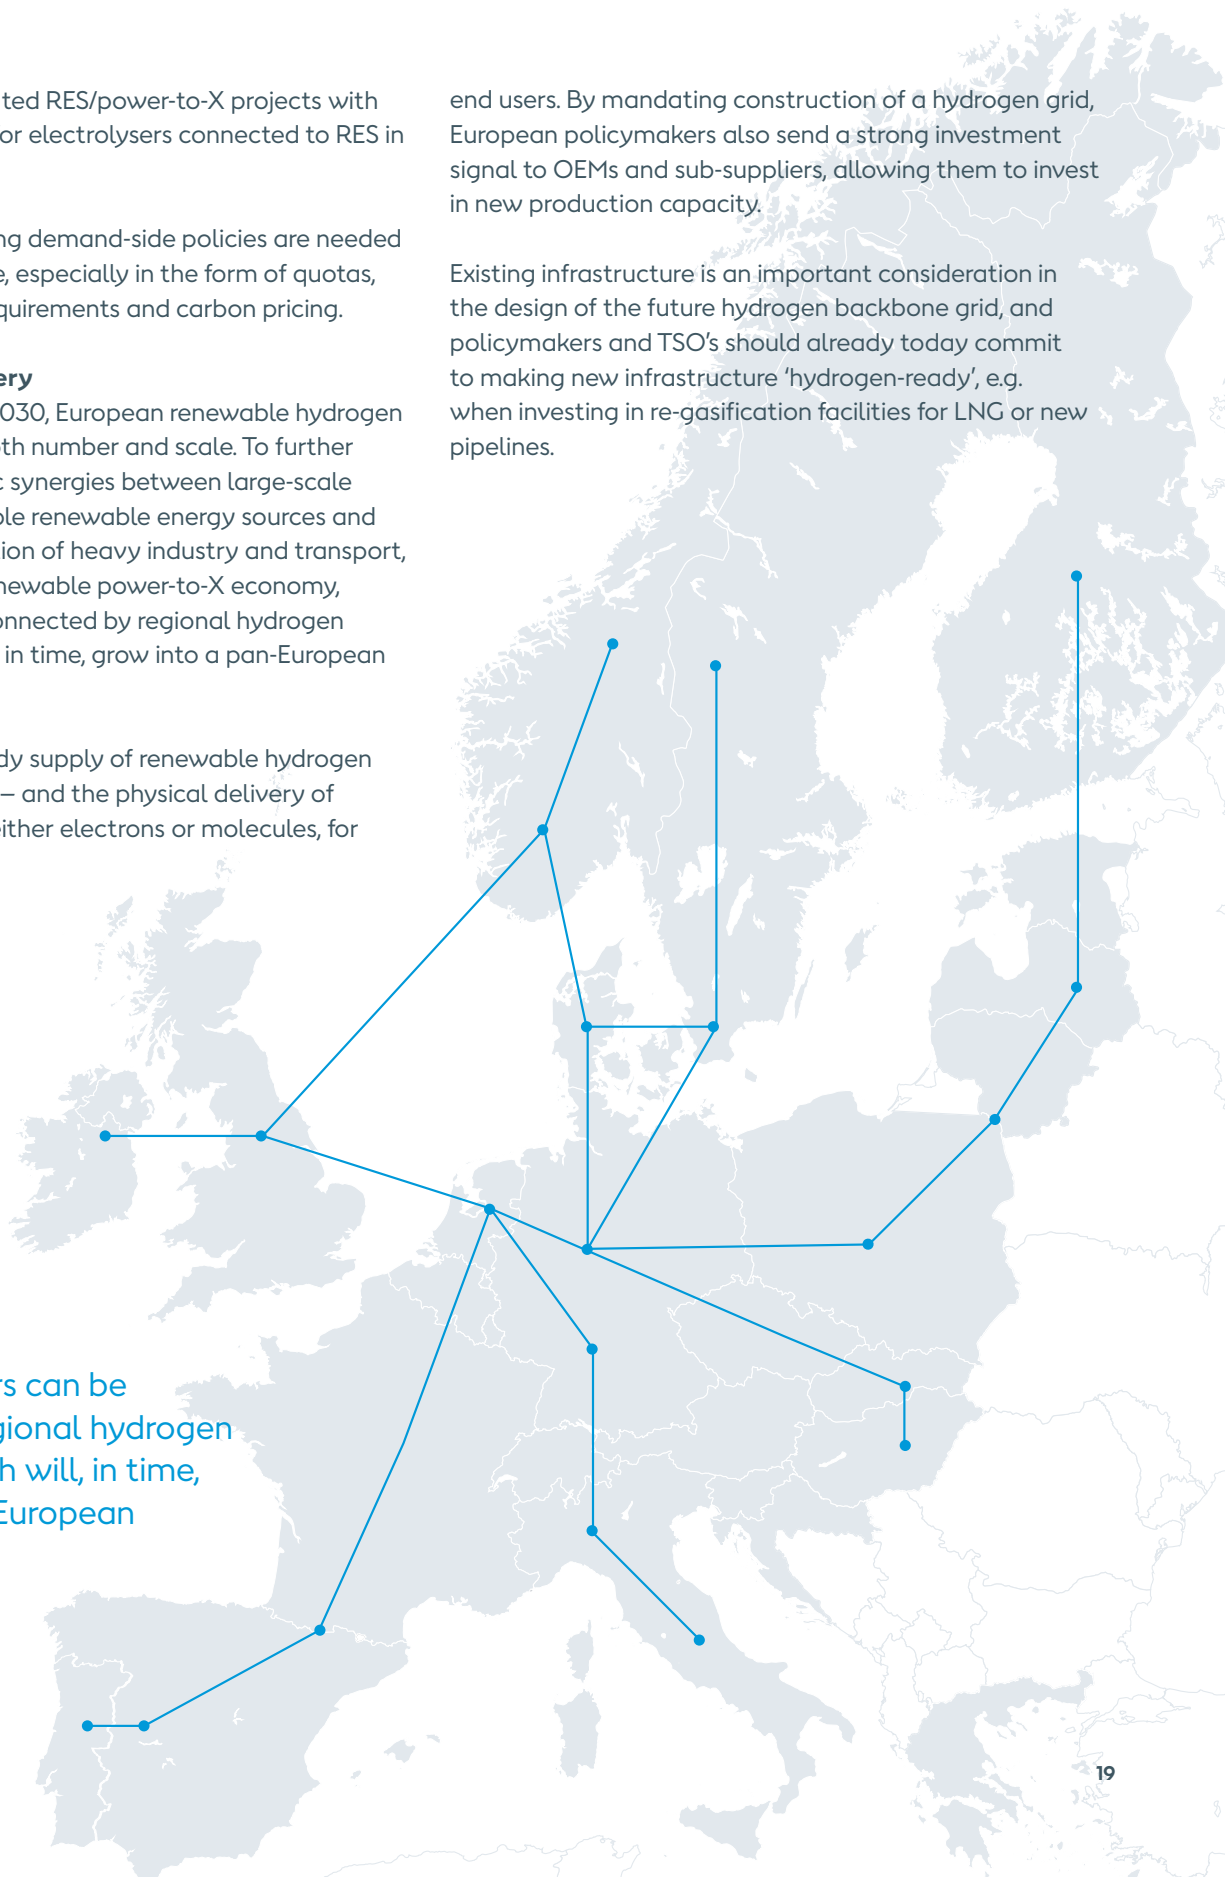 ted RES/power-to-X projects with
or electrolysers connected to RES in
ng demand-side policies are needed
e, especially in the form of quotas,
quirements and carbon pricing.
ery
030, European renewable hydrogen
oth number and scale. To further
c synergies between large-scale
ble renewable energy sources and
tion of heavy industry and transport,
newable power-to-X economy,
onnected by regional hydrogen
in time, grow into a pan-European
dy supply of renewable hydrogen
– and the physical delivery of
either electrons or molecules, for
rs can be
gional hydrogen
h will, in time,
European
end users. By mandating construction of a hydrogen grid,
European policymakers also send a strong investment
signal to OEMs and sub-suppliers, allowing them to invest
in new production capacity.
Existing infrastructure is an important consideration in
the design of the future hydrogen backbone grid, and
policymakers and TSO’s should already today commit
to making new infrastructure ‘hydrogen-ready’, e.g.
when investing in re-gasification facilities for LNG or new
pipelines.
19